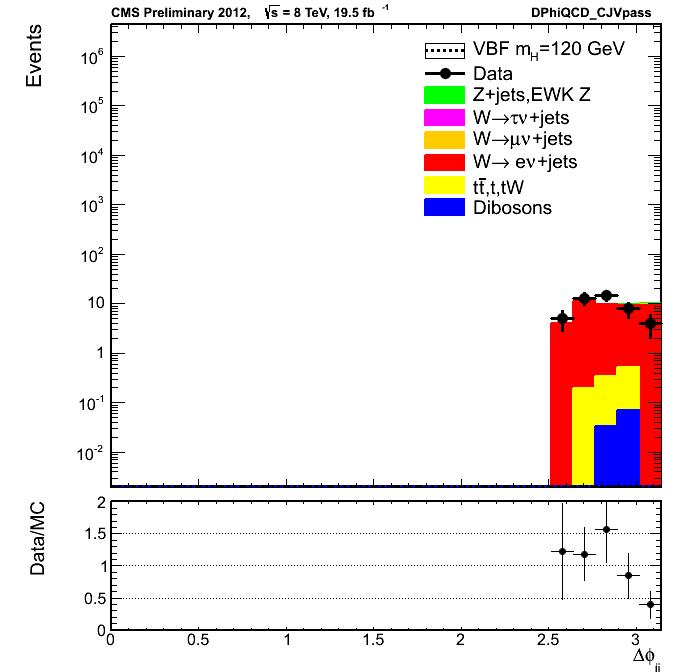 CMS Preliminary 2012, √s = 8 TeV, 19.5 fb⁻¹ DPhiQCD_CJVpass
Events
VBF m_H=120 GeV
Data
Z+jets,EWK Z
W→τν+jets
W→μν+jets
W→ eν+jets
tt̄,t,tW
Dibosons
10⁶
10⁵
10⁴
10³
10²
10
1
10⁻¹
10⁻²
Data/MC
2
1.5
1
0.5
0
0 0.5 1 1.5 2 2.5 3
Δϕ_jj